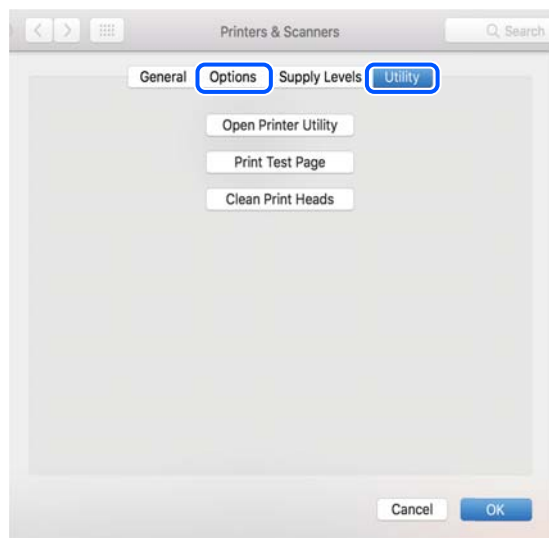 Printers & Scanners Search
General Options Supply Levels Utility
Open Printer Utility
Print Test Page
Clean Print Heads
Cancel OK